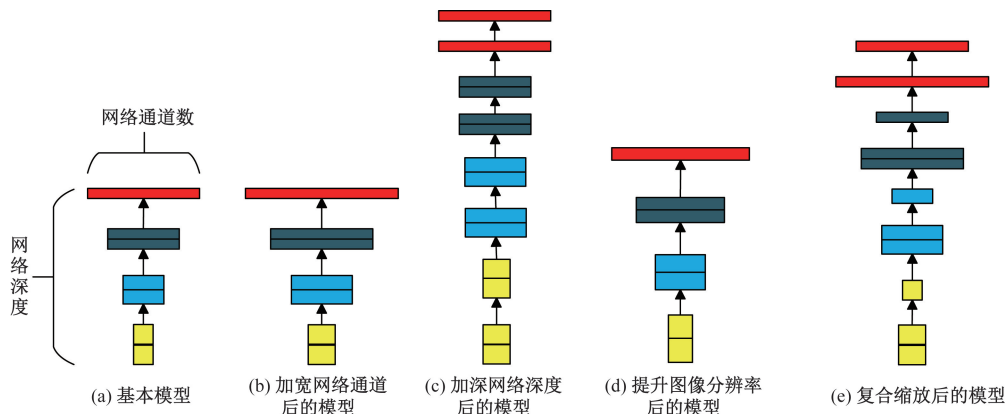 网络通道数
网络深度
(a) 基本模型
(b) 加宽网络通道
后的模型
(c) 加深网络深度
后的模型
(d) 提升图像分辨率
后的模型
(e) 复合缩放后的模型